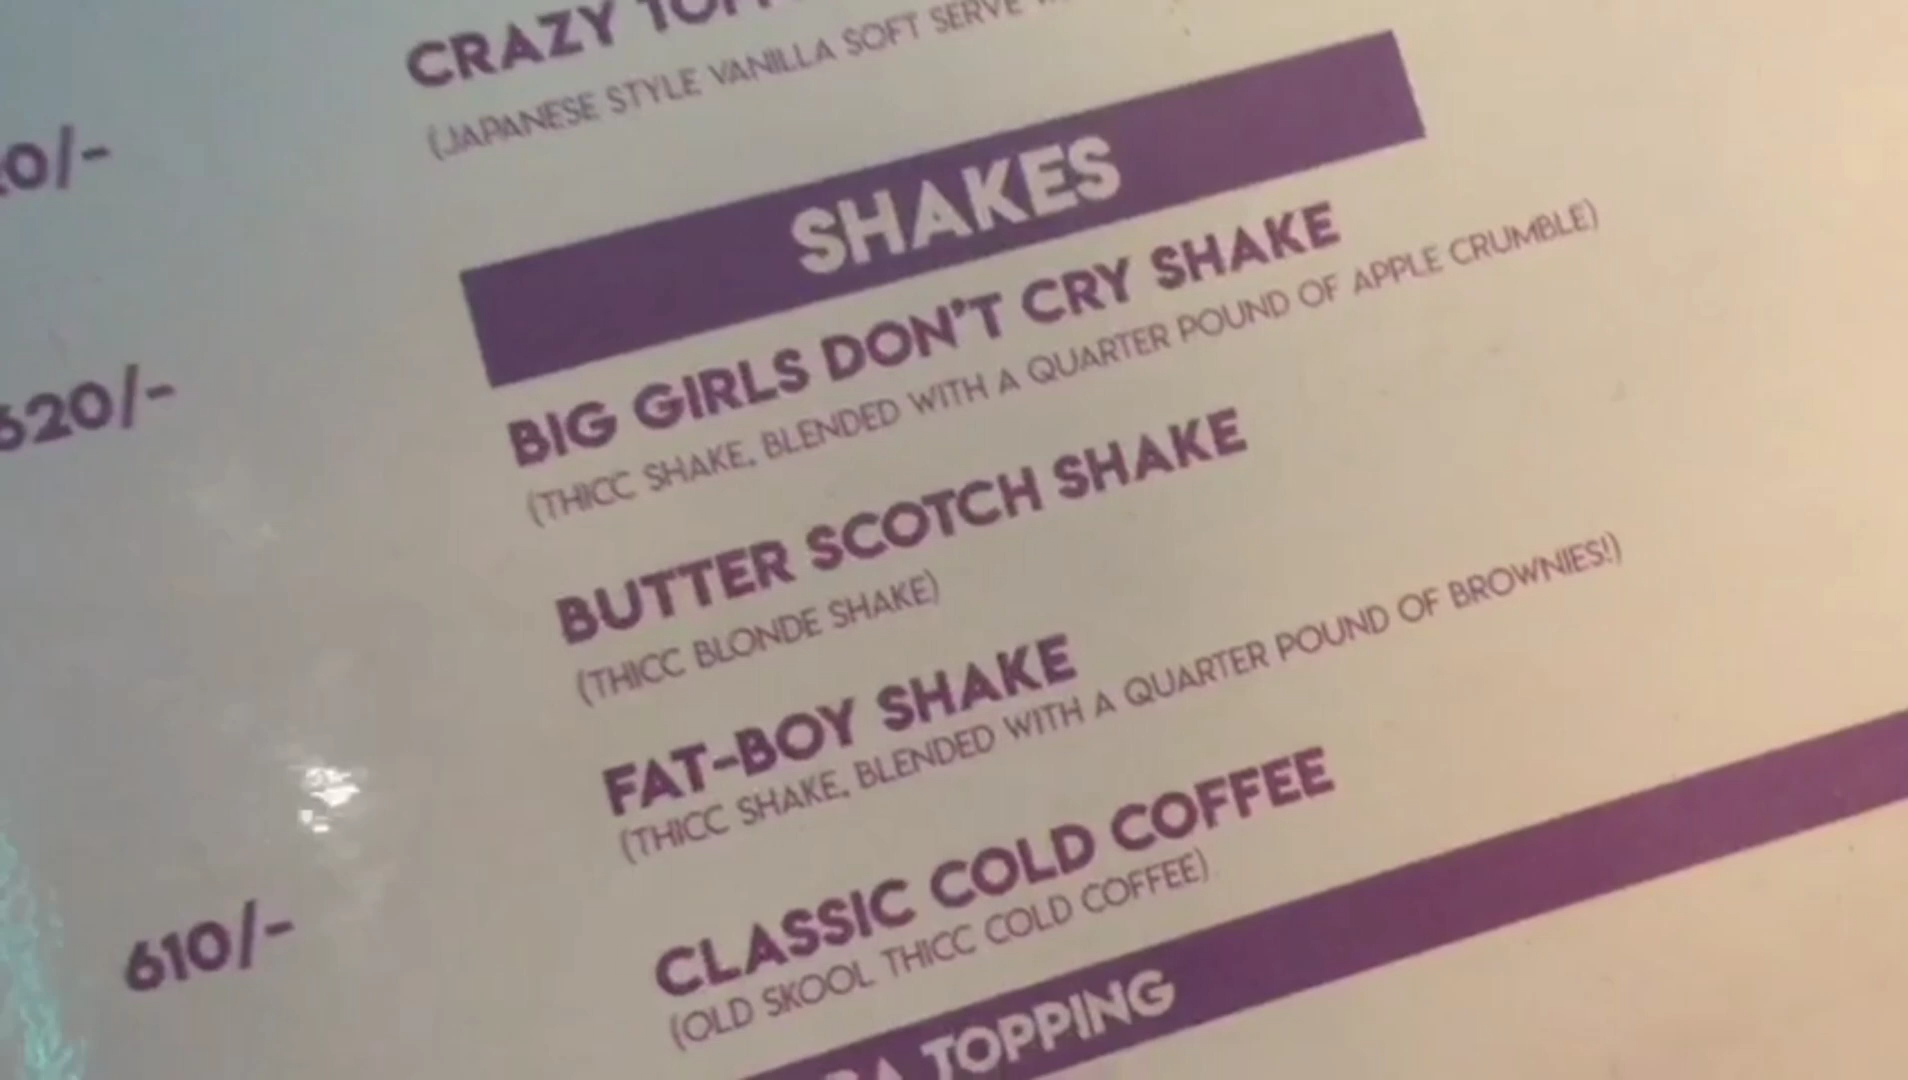 CRAZY
(JAPANESE STYLE VANILLA SOFT SERVE
0/-
SHAKES
BIG GIRLS DON'T CRY SHAKE
(THICC SHAKE, BLENDED WITH A QUARTER POUND OF APPLE CRUMBLE)
620/-
BUTTER SCOTCH SHAKE
(THICC BLONDE SHAKE)
FAT-BOY SHAKE
(THICC SHAKE, BLENDED WITH A QUARTER POUND OF BROWNIES!)
610/-
CLASSIC COLD COFFEE
(OLD SKOOL THICC COLD COFFEE)
TOPPING